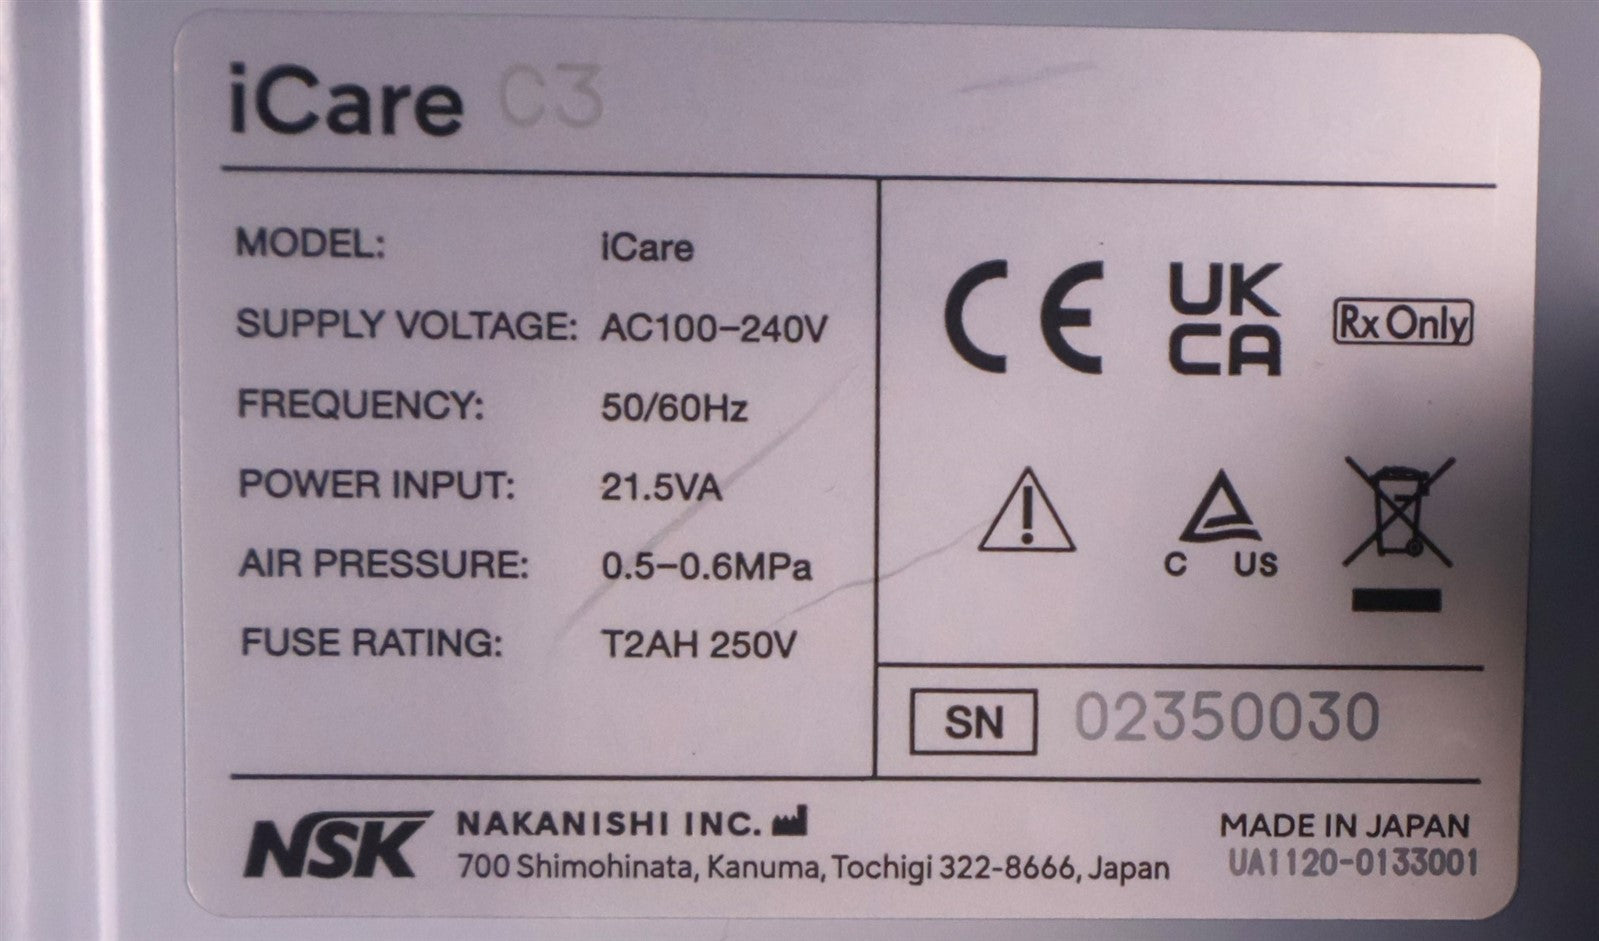 iCare C3
MODEL: iCare
SUPPLY VOLTAGE: AC100-240V
FREQUENCY: 50/60Hz
POWER INPUT: 21.5VA
AIR PRESSURE: 0.5-0.6MPa
FUSE RATING: T2AH 250V
CE
UK
CA
Rx Only
C US
SN 02350030
NSK
NAKANISHI INC.
700 Shimohinata, Kanuma, Tochigi 322-8666, Japan
MADE IN JAPAN
UA1120-0133001